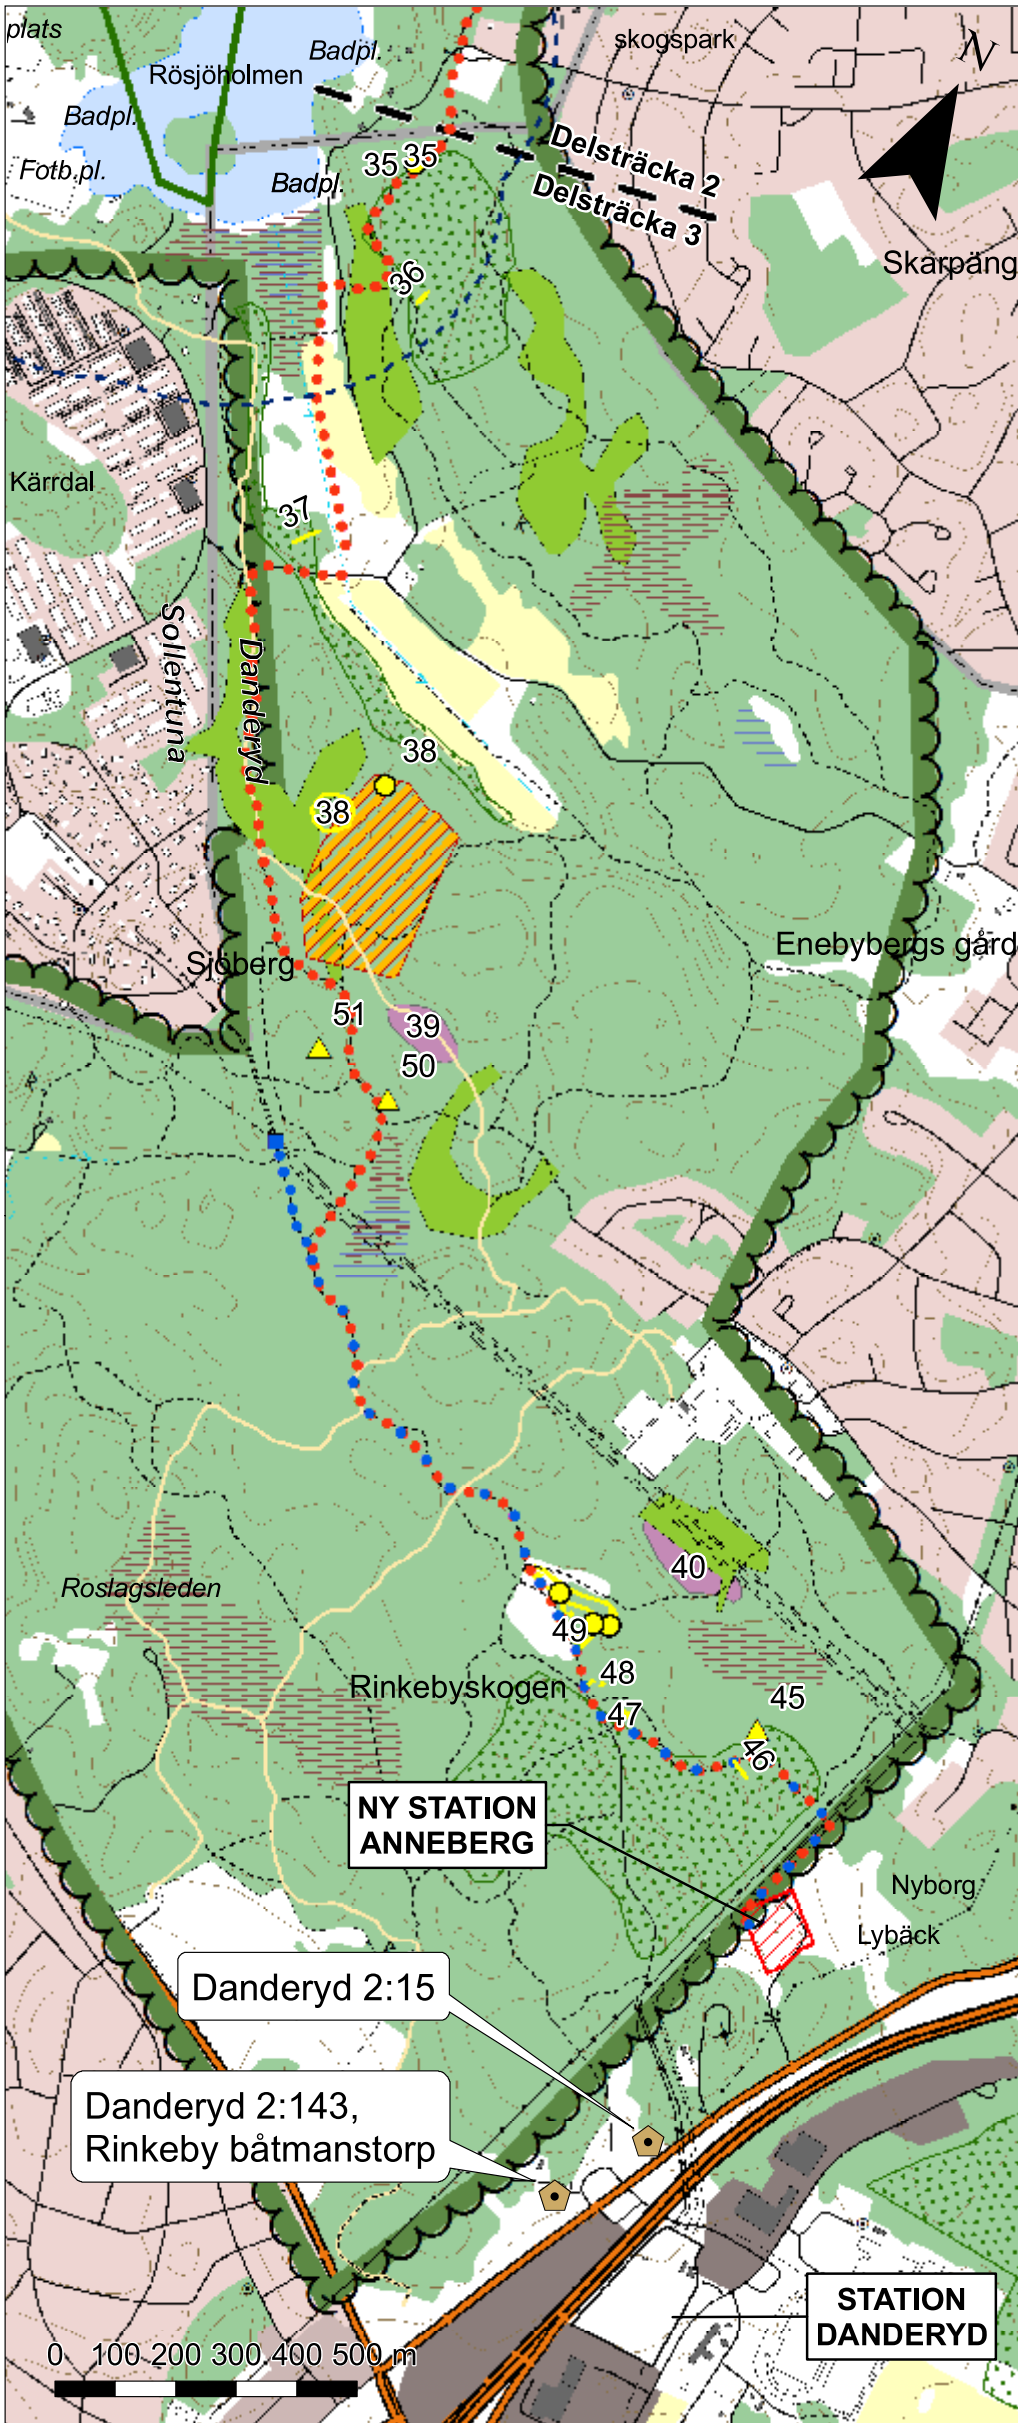 plats
Badpl.
skogspark
N
Rösjöholmen
Badpl.
Fotb.pl.
35
35
Badpl.
Delsträcka 2
Delsträcka 3
Skarpäng
36
Kärrdal
37
Sollentuna
Danderyd
38
38
Enebybergs gård
Sjöberg
51
39
50
40
Roslagsleden
49
48
Rinkebyskogen
45
47
46
NY STATION
ANNEBERG
Nyborg
Lybäck
Danderyd 2:15
Danderyd 2:143,
Rinkeby båtmanstorp
STATION
DANDERYD
0 100 200 300 400 500 m